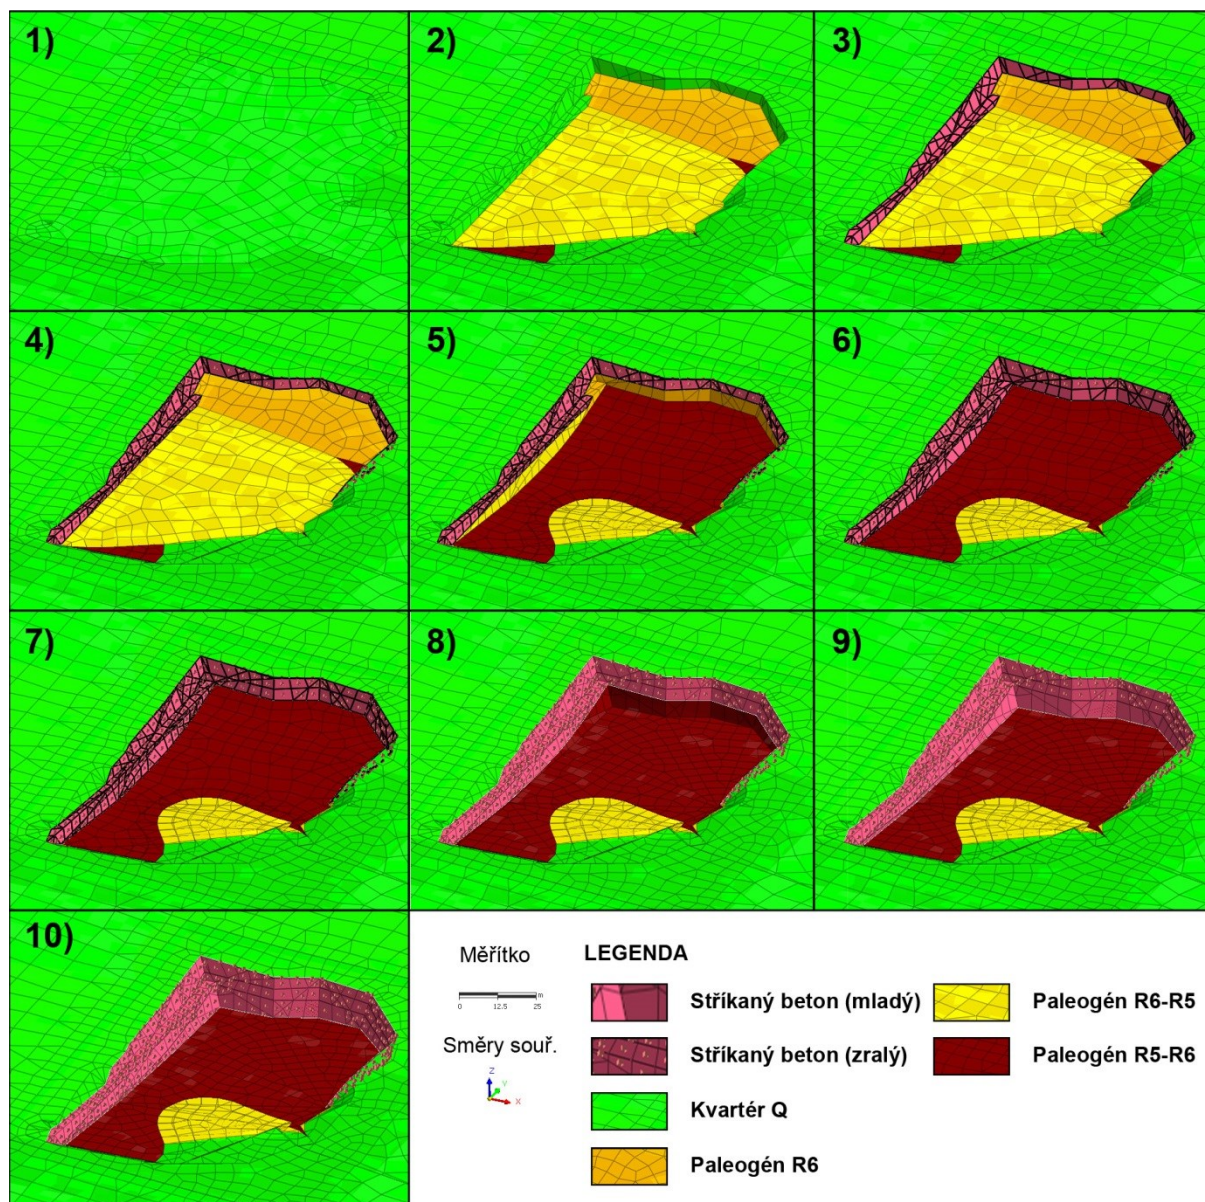 1)
2)
3)
4)
5)
6)
7)
8)
9)
10)
Měřítko
0 12.5 25 m
Směry souř.
Z
Y
X
LEGENDA
Stříkaný beton (mladý)
Stříkaný beton (zralý)
Kvartér Q
Paleogén R6
Paleogén R6-R5
Paleogén R5-R6